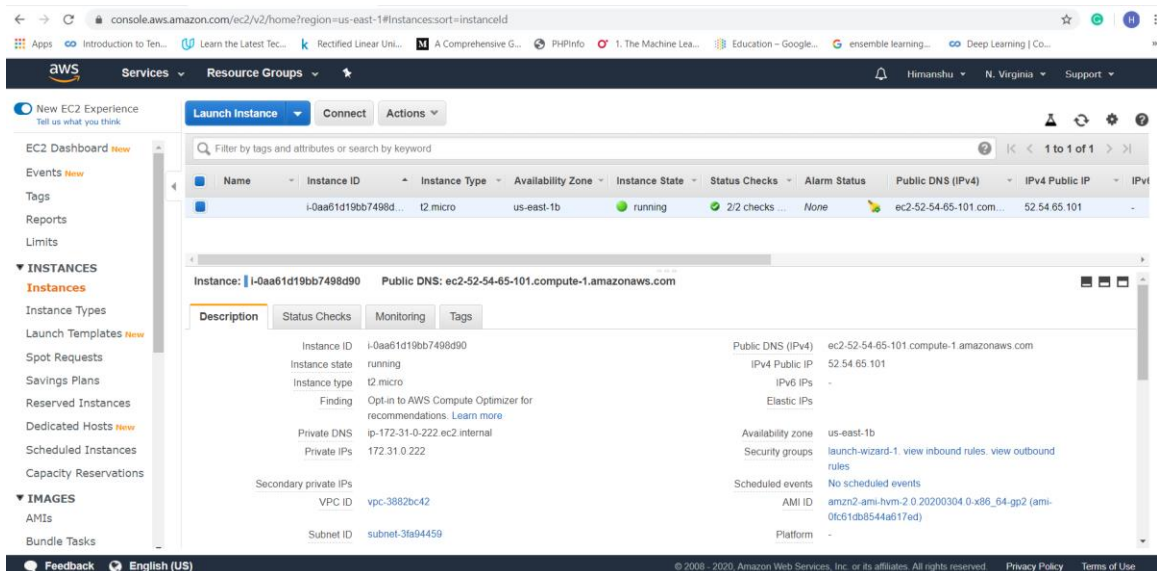 console.aws.amazon.com/ec2/v2/home?region=us-east-1#Instances:sort=instanceId
Apps Introduction to Ten... Learn the Latest Tec... Rectified Linear Uni... A Comprehensive G... PHPInfo 1. The Machine Lea... Education – Google... ensemble learning... Deep Learning | Co...
aws Services Resource Groups Himanshu N. Virginia Support
New EC2 Experience
Tell us what you think
Launch Instance Connect Actions
EC2 Dashboard New
Filter by tags and attributes or search by keyword 1 to 1 of 1
Events New
Tags
Reports
Limits
Name Instance ID Instance Type Availability Zone Instance State Status Checks Alarm Status Public DNS (IPv4) IPv4 Public IP IPv6
i-0aa61d19bb7498d... t2.micro us-east-1b running 2/2 checks ... None ec2-52-54-65-101.com... 52.54.65.101 -
INSTANCES
Instances
Instance Types
Launch Templates New
Spot Requests
Savings Plans
Reserved Instances
Dedicated Hosts New
Scheduled Instances
Capacity Reservations
IMAGES
AMIs
Bundle Tasks
Instance: i-0aa61d19bb7498d90 Public DNS: ec2-52-54-65-101.compute-1.amazonaws.com
Description Status Checks Monitoring Tags
Instance ID i-0aa61d19bb7498d90
Instance state running
Instance type t2.micro
Finding Opt-in to AWS Compute Optimizer for
recommendations. Learn more
Private DNS ip-172-31-0-222.ec2.internal
Private IPs 172.31.0.222
Secondary private IPs
VPC ID vpc-3882bc42
Subnet ID subnet-3fa94459
Public DNS (IPv4) ec2-52-54-65-101.compute-1.amazonaws.com
IPv4 Public IP 52.54.65.101
IPv6 IPs -
Elastic IPs
Availability zone us-east-1b
Security groups launch-wizard-1. view inbound rules. view outbound
rules
Scheduled events No scheduled events
AMI ID amzn2-ami-hvm-2.0.20200304.0-x86_64-gp2 (ami-
0fc61db8544a617ed)
Platform -
Feedback English (US) © 2008 - 2020, Amazon Web Services, Inc. or its affiliates. All rights reserved. Privacy Policy Terms of Use